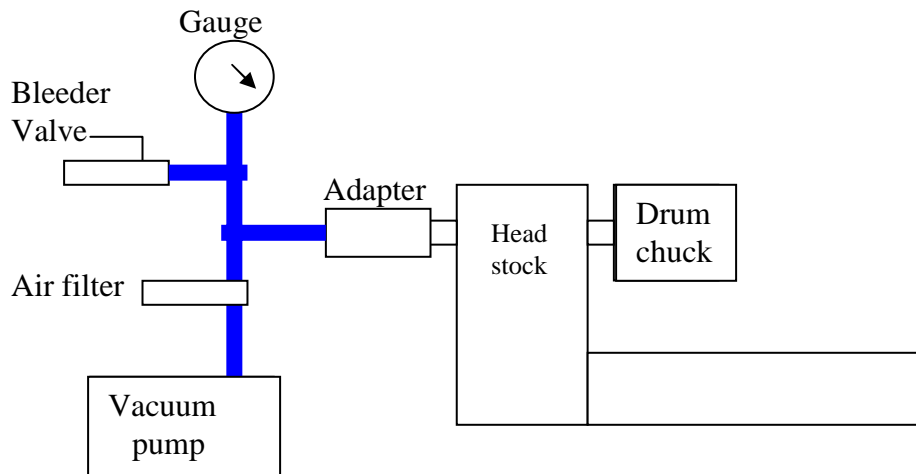 Gauge
Bleeder
Valve
Adapter
Head
stock
Drum
chuck
Air filter
Vacuum
pump